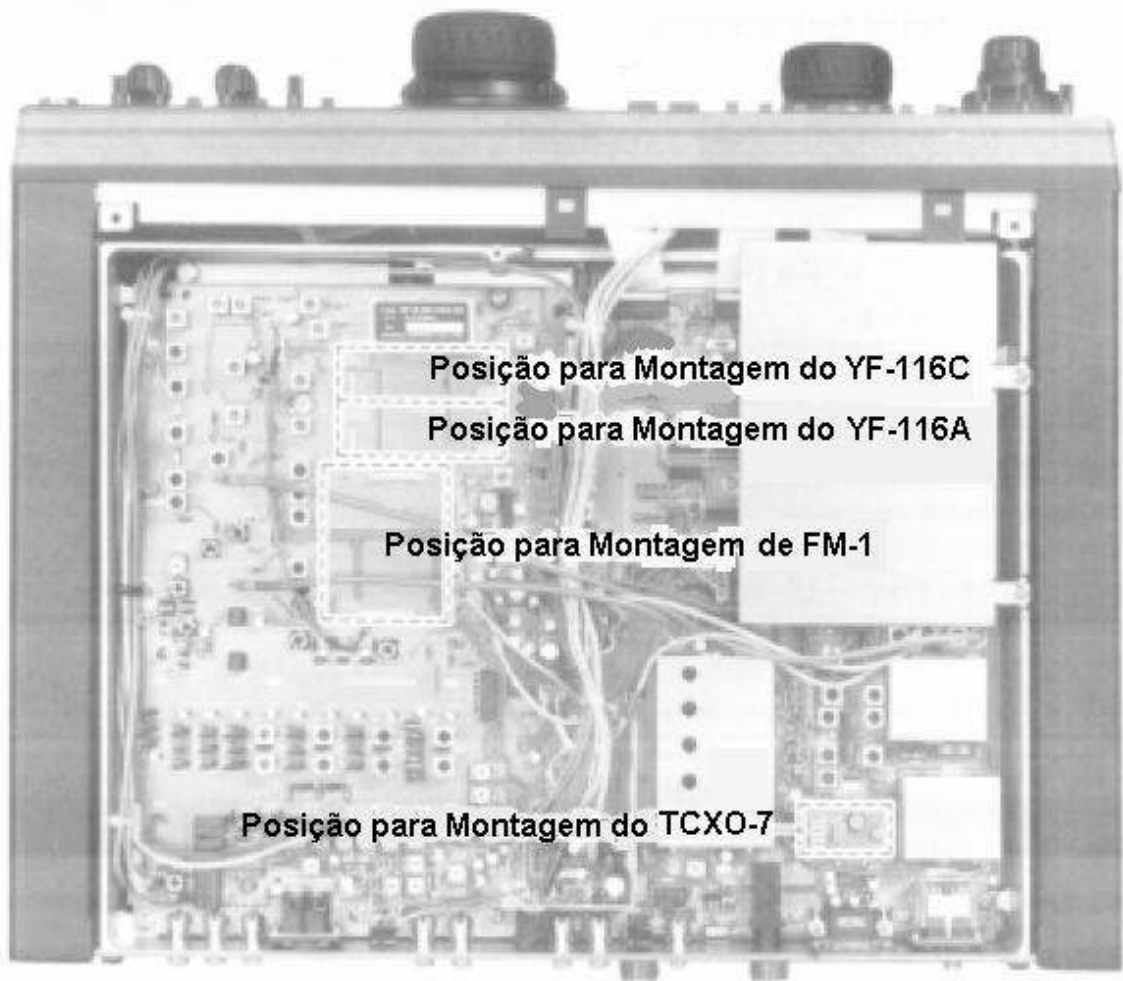 Posição para Montagem do YF-116C
Posição para Montagem do YF-116A
Posição para Montagem de FM-1
Posição para Montagem do TCXO-7